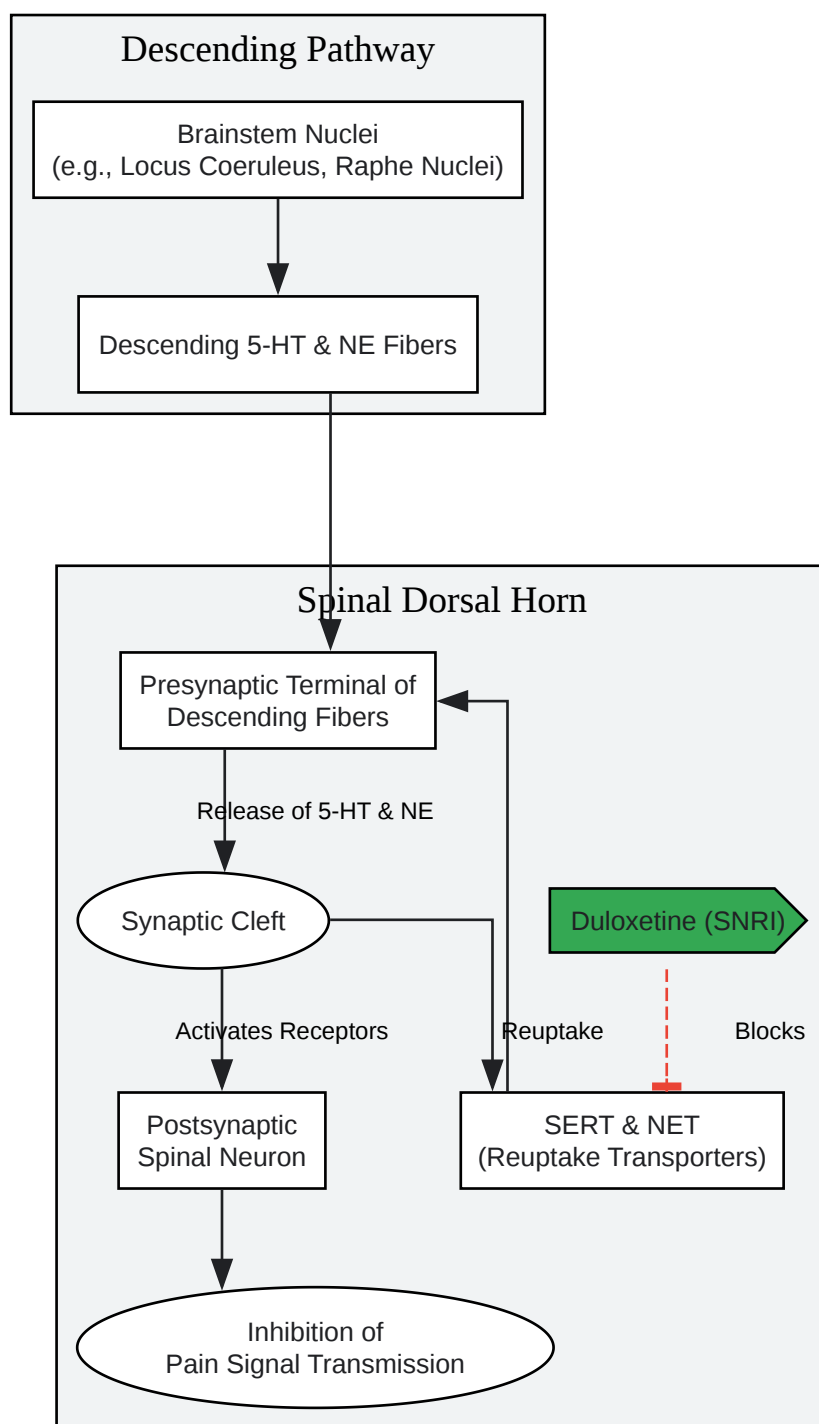 Descending Pathway
Brainstem Nuclei
(e.g., Locus Coeruleus, Raphe Nuclei)
Descending 5-HT & NE Fibers
Spinal Dorsal Horn
Presynaptic Terminal of
Descending Fibers
Release of 5-HT & NE
Synaptic Cleft
Duloxetine (SNRI)
Activates Receptors
Reuptake
Blocks
Postsynaptic
Spinal Neuron
SERT & NET
(Reuptake Transporters)
Inhibition of
Pain Signal Transmission